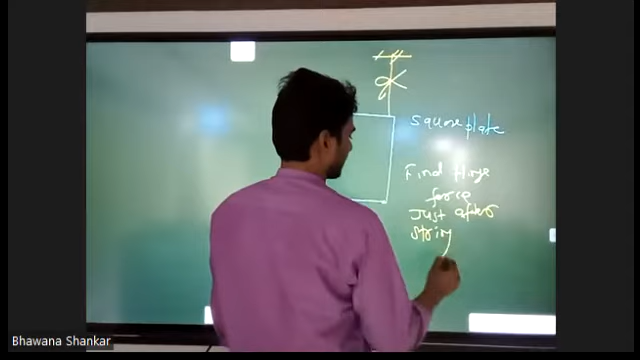 square plate
Find Hinge
force
Just after
string
Bhawana Shankar